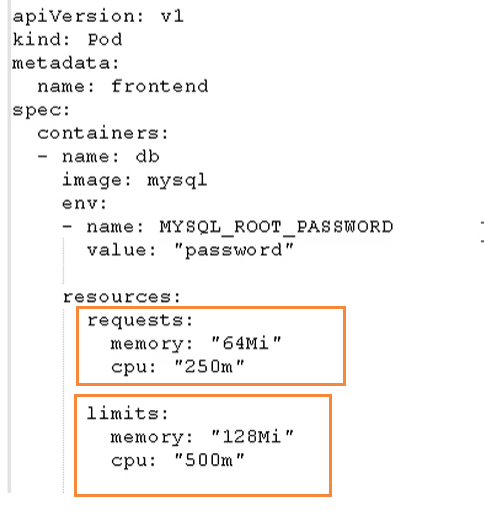 apiVersion: v1
kind: Pod
metadata:
  name: frontend
spec:
  containers:
  - name: db
    image: mysql
    env:
    - name: MYSQL_ROOT_PASSWORD
      value: "password"
    resources:
      requests:
        memory: "64Mi"
        cpu: "250m"
      limits:
        memory: "128Mi"
        cpu: "500m"